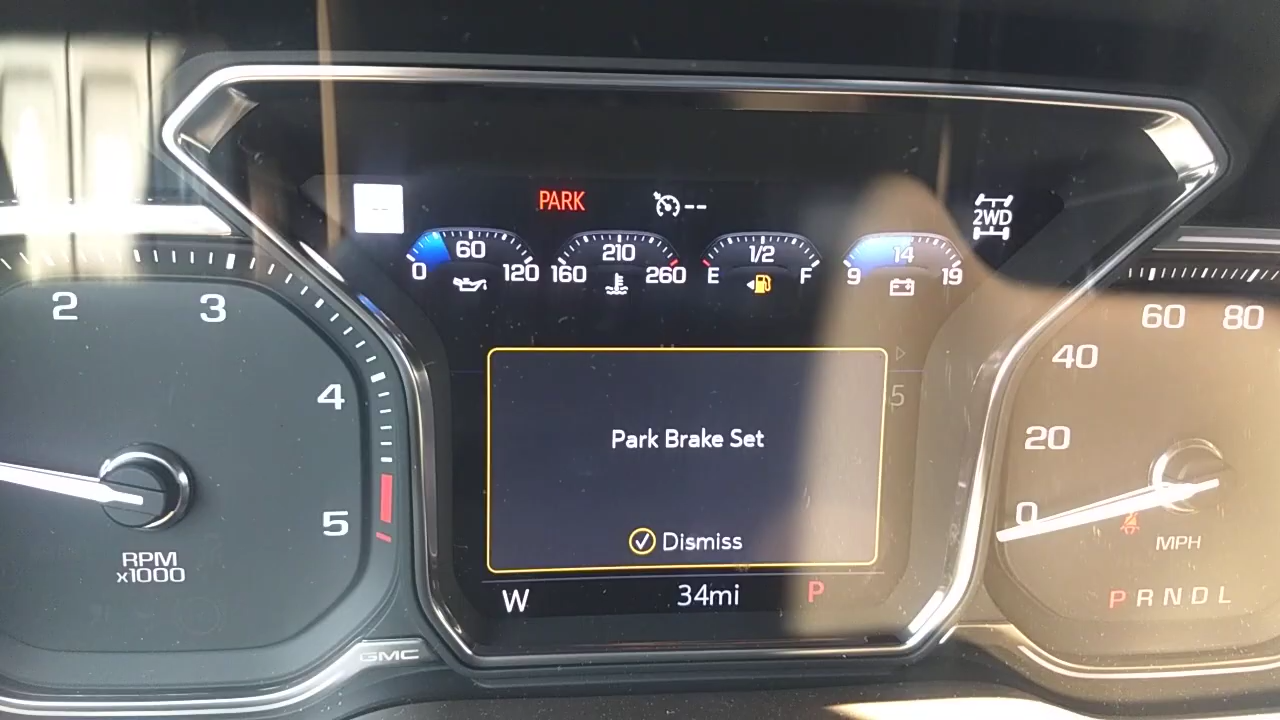 --
PARK
--
2WD
60
0 120
210
160 260
1/2
E F
14
9 19
2
3
4
5
RPM
x1000
5
Park Brake Set
Dismiss
W 34mi P
GMC
0
20
40
60
80
MPH
PRNDL